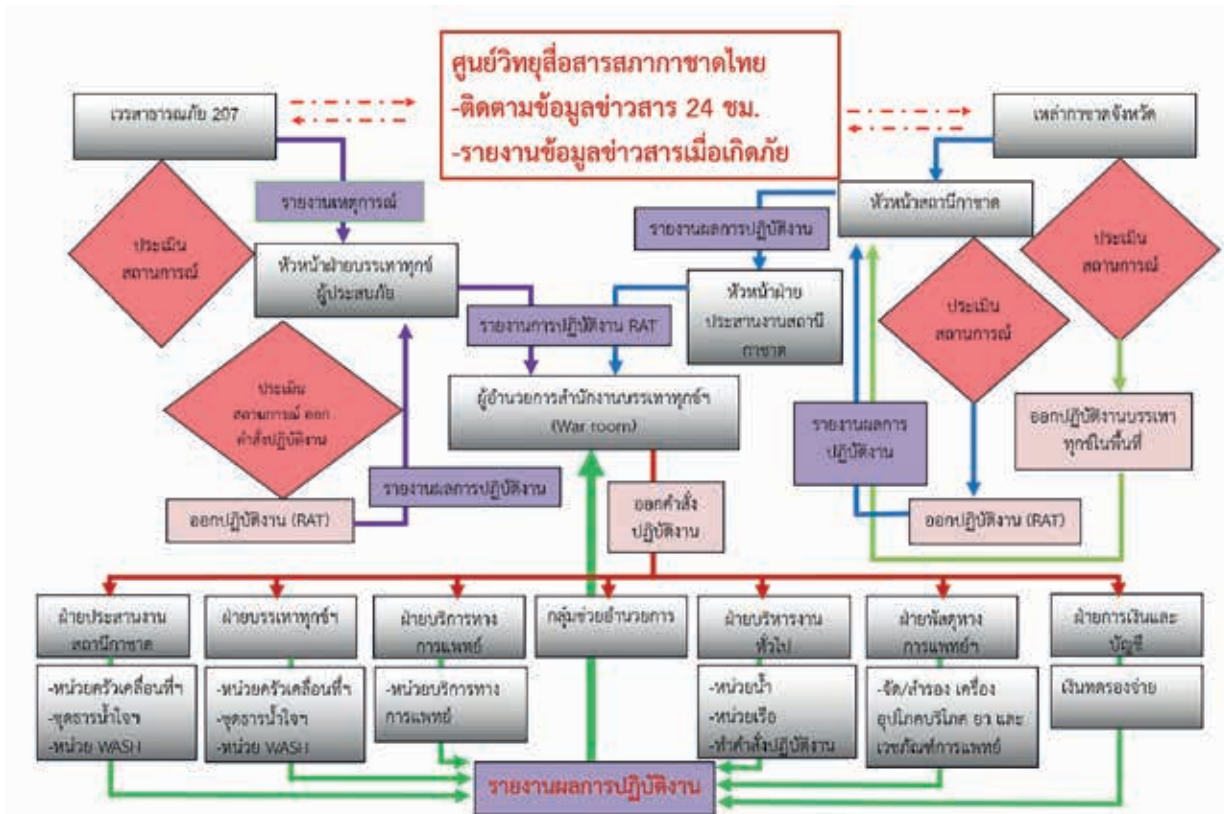 ศูนย์วิทยุสื่อสารสภากาชาดไทย
-ติดตามข้อมูลข่าวสาร 24 ชม.
-รายงานข้อมูลข่าวสารเมื่อเกิดภัย
เวรสาธารณภัย 207
เหล่ากาชาดจังหวัด
รายงานเหตุการณ์
หัวหน้าสถานีกาชาด
ประเมิน
สถานการณ์
หัวหน้าฝ่ายบรรเทาทุกข์
ผู้ประสบภัย
รายงานผลการปฏิบัติงาน
หัวหน้าฝ่าย
ประสานงานสถานี
กาชาด
ประเมิน
สถานการณ์
ประเมิน
สถานการณ์
รายงานการปฏิบัติงาน RAT
ประเมิน
สถานการณ์ ออก
คำสั่งปฏิบัติงาน
ผู้อำนวยการสำนักงานบรรเทาทุกข์ฯ
(War room)
รายงานผลการ
ปฏิบัติงาน
ออกปฏิบัติงานบรรเทา
ทุกข์ในพื้นที่
รายงานผลการปฏิบัติงาน
ออกปฏิบัติงาน (RAT)
ออกคำสั่ง
ปฏิบัติงาน
ออกปฏิบัติงาน (RAT)
ฝ่ายประสานงาน
สถานีกาชาด
ฝ่ายบรรเทาทุกข์ฯ
ฝ่ายบริการทาง
การแพทย์
กลุ่มช่วยอำนวยการ
ฝ่ายบริหารงาน
ทั่วไป
ฝ่ายพัสดุทาง
การแพทย์ฯ
ฝ่ายการเงินและ
บัญชี
-หน่วยครัวเคลื่อนที่ฯ
-ชุดธารน้ำใจฯ
-หน่วย WASH
-หน่วยครัวเคลื่อนที่ฯ
-ชุดธารน้ำใจฯ
-หน่วย WASH
-หน่วยบริการทาง
การแพทย์
-หน่วยน้ำ
-หน่วยเรือ
-ทำคำสั่งปฏิบัติงาน
-จัด/สำรอง เครื่อง
อุปโภคบริโภค ยา และ
เวชภัณฑ์การแพทย์
เงินทดรองจ่าย
รายงานผลการปฏิบัติงาน